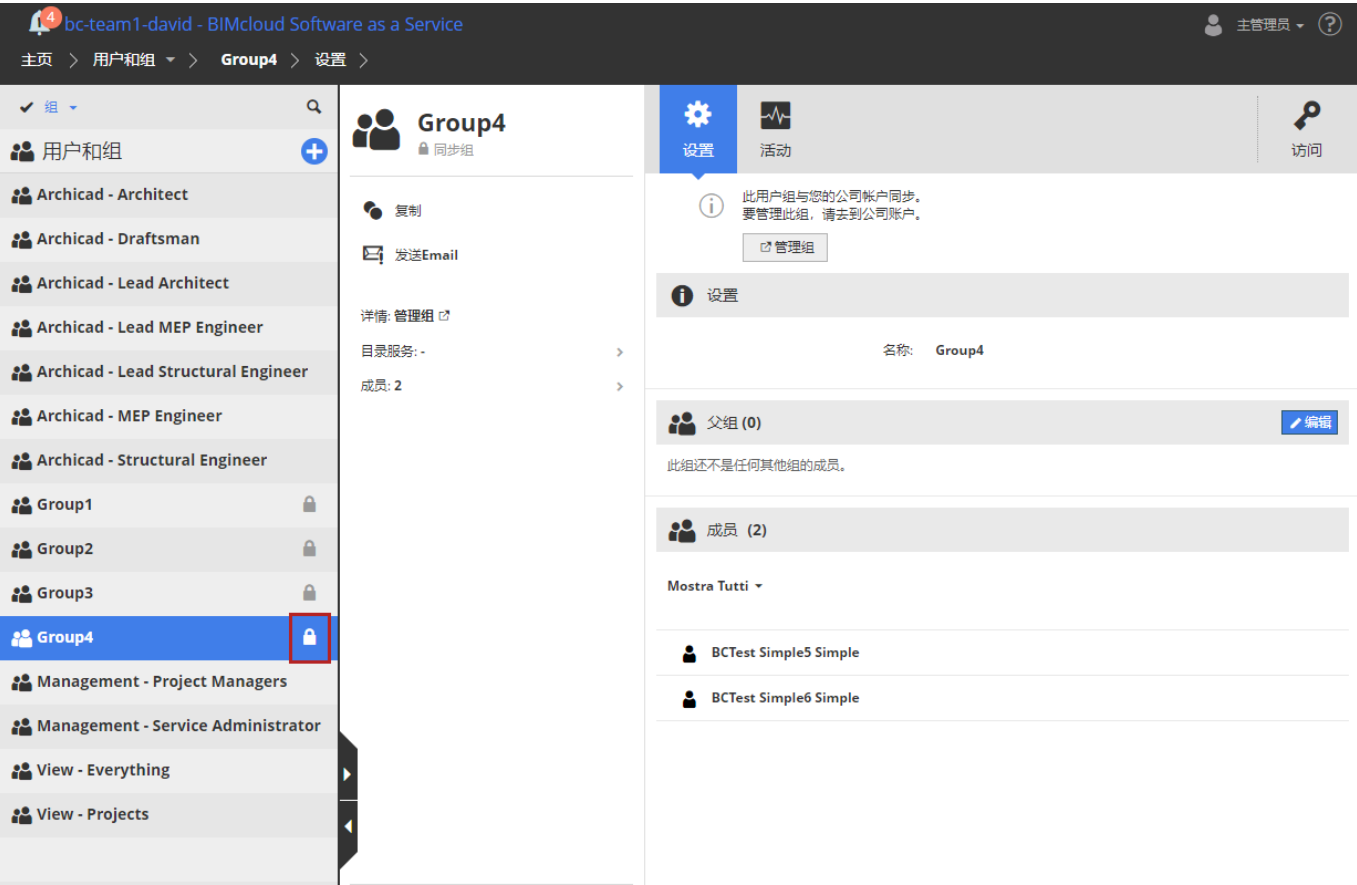 4
bc-team1-david - BIMcloud Software as a Service
主管理员
?
主页 > 用户和组 > Group4 > 设置 >
组
用户和组
Archicad - Architect
Archicad - Draftsman
Archicad - Lead Architect
Archicad - Lead MEP Engineer
Archicad - Lead Structural Engineer
Archicad - MEP Engineer
Archicad - Structural Engineer
Group1
Group2
Group3
Group4
Management - Project Managers
Management - Service Administrator
View - Everything
View - Projects
Group4
同步组
复制
发送Email
详情: 管理组
目录服务: -
成员: 2
设置
活动
访问
此用户组与您的公司帐户同步。
要管理此组，请去到公司账户。
管理组
设置
名称: Group4
父组 (0)
编辑
此组还不是任何其他组的成员。
成员 (2)
Mostra Tutti
BCTest Simple5 Simple
BCTest Simple6 Simple